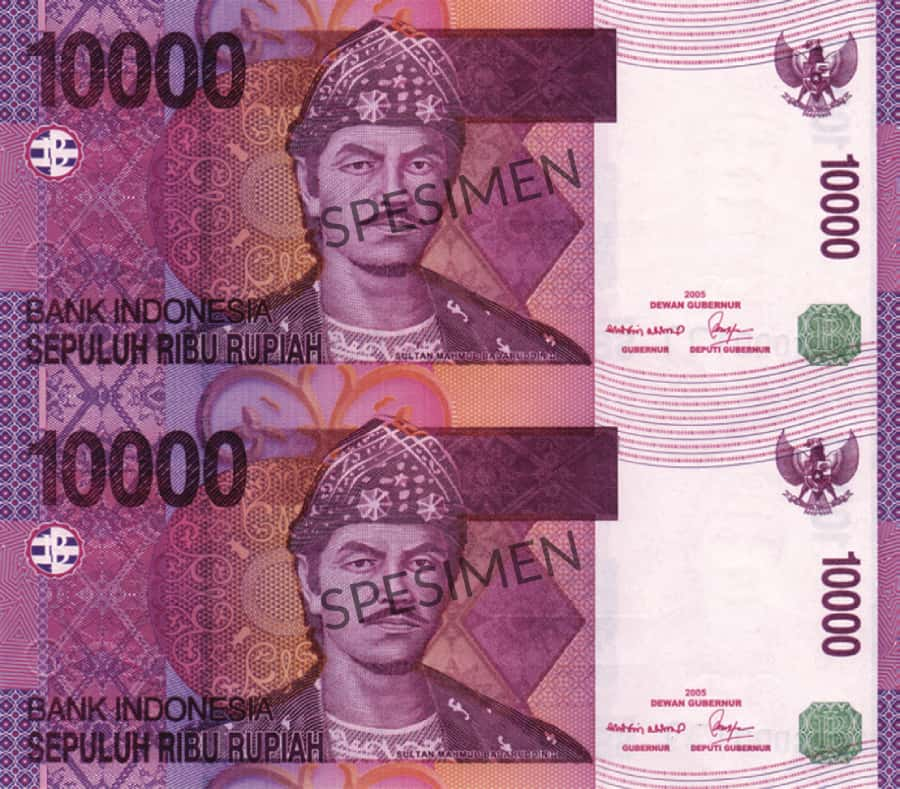 10000
SPESIMEN
10000
2005
DEWAN GUBERNUR
GUBERNUR DEPUTI GUBERNUR
BANK INDONESIA
SEPULUH RIBU RUPIAH
SULTAN MAHMUD BADARUDDIN II
10000
SPESIMEN
10000
2005
DEWAN GUBERNUR
GUBERNUR DEPUTI GUBERNUR
BANK INDONESIA
SEPULUH RIBU RUPIAH
SULTAN MAHMUD BADARUDDIN II